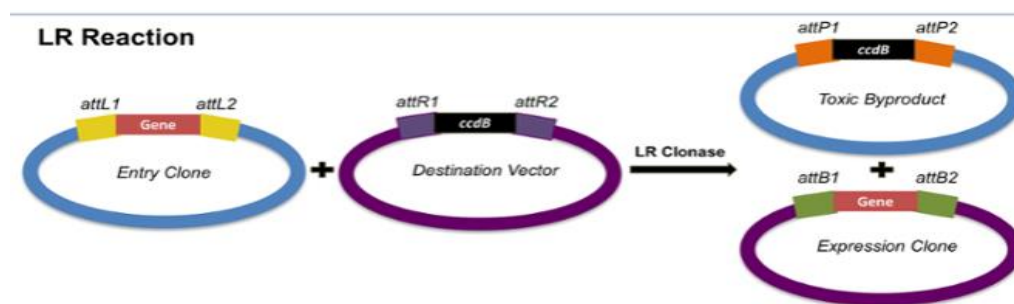 LR Reaction
attL1
attL2
Gene
Entry Clone
+
attR1
attR2
ccdB
Destination Vector
LR Clonase
attP1
attP2
ccdB
Toxic Byproduct
+
attB1
attB2
Gene
Expression Clone